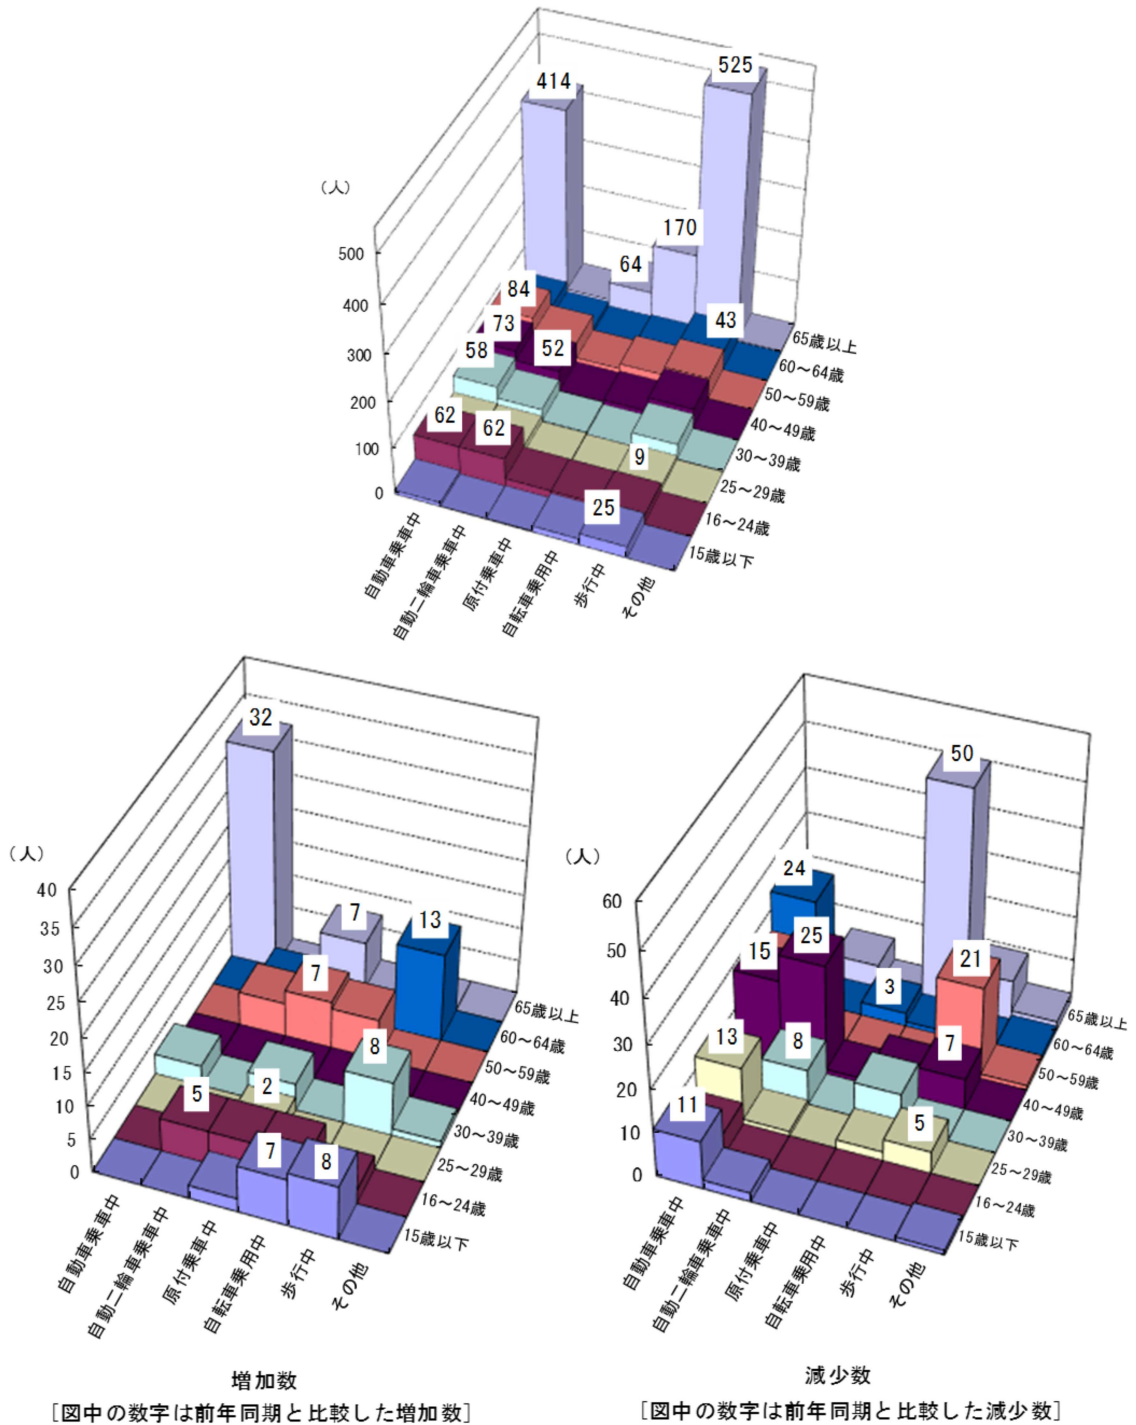 525
414
(人)
170
64
500
84
43
400
73
52
65歳以上
58
60～64歳
300
50～59歳
200
62
62
40～49歳
9
30～39歳
100
25～29歳
25
16～24歳
0
15歳以下
自動車乗車中
自動二輪車乗車中
原付乗車中
自転車乗用中
歩行中
その他
32
(人)
40
7
13
35
30
7
65歳以上
25
60～64歳
20
8
50～59歳
15
5
2
40～49歳
10
30～39歳
5
7
8
25～29歳
0
16～24歳
15歳以下
自動車乗車中
自動二輪車乗車中
原付乗車中
自転車乗用中
歩行中
その他
増加数
[図中の数字は前年同期と比較した増加数]
50
(人)
24
60
15
25
21
50
3
65歳以上
40
60～64歳
30
13
8
7
50～59歳
20
40～49歳
11
5
30～39歳
10
25～29歳
0
16～24歳
15歳以下
自動車乗車中
自動二輪車乗車中
原付乗車中
自転車乗用中
歩行中
その他
減少数
[図中の数字は前年同期と比較した減少数]